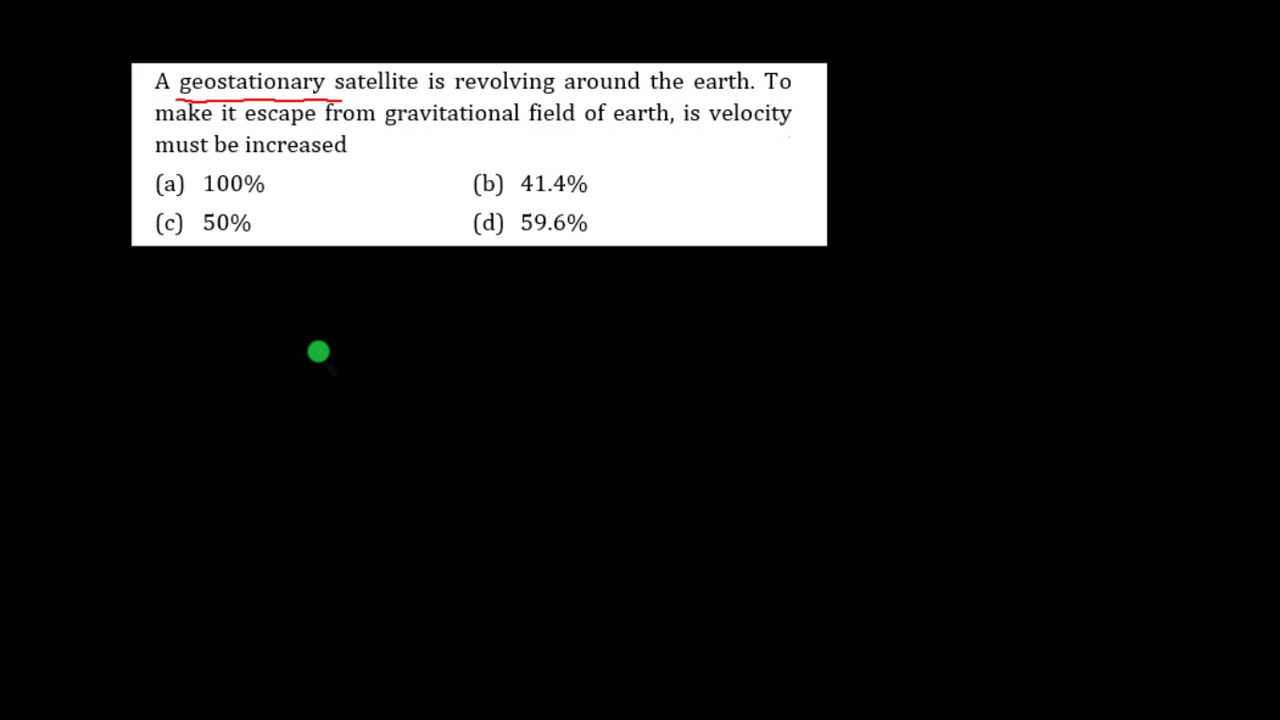 A geostationary satellite is revolving around the earth. To
make it escape from gravitational field of earth, is velocity
must be increased
(a) 100% (b) 41.4%
(c) 50% (d) 59.6%